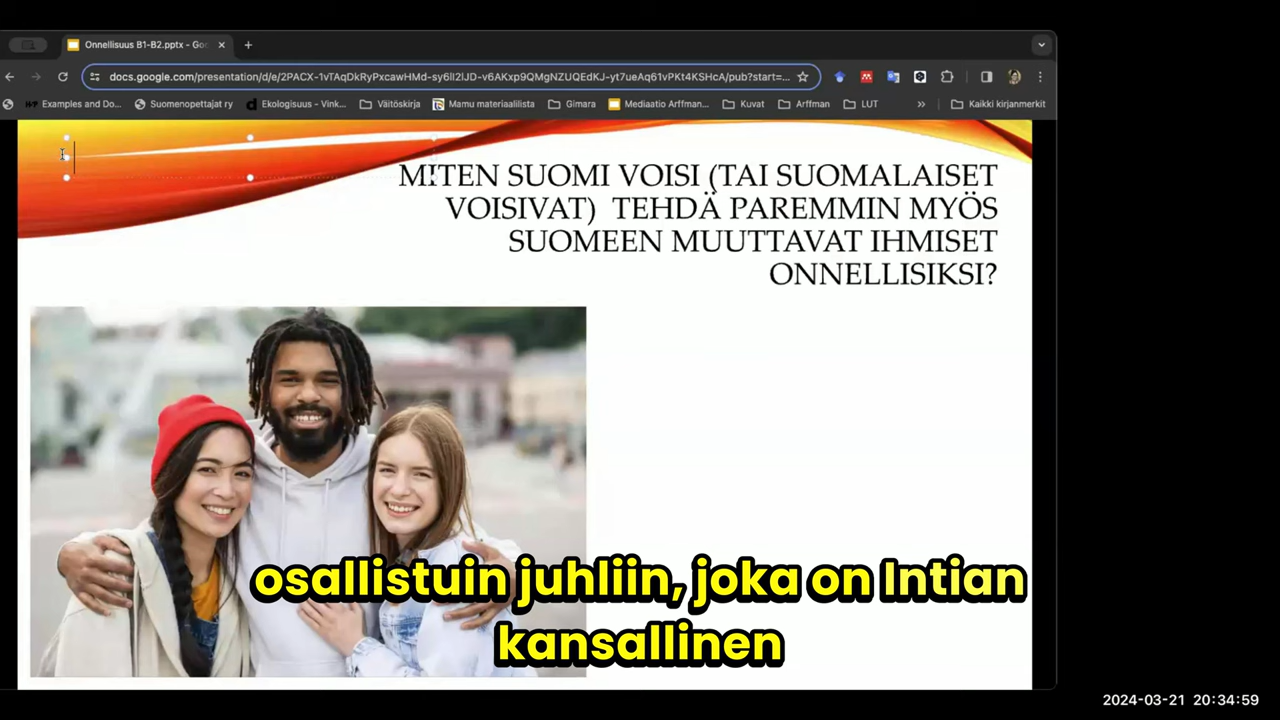 Onnellisuus B1-B2.pptx - Go
docs.google.com/presentation/d/e/2PACX-1vTAqDkRyPxcawHMd-sy6ll2lJD-v6AKxp9QMgNZUQEdKJ-yt7ueAq61vPKt4KSHcA/pub?start=...
Examples and Do... Suomenopettajat ry Ekologisuus - Vink... Väitöskirja Mamu materiaalilista Gimara Mediaatio Arffman... Kuvat Arffman LUT » Kaikki kirjanmerkit
MITEN SUOMI VOISI (TAI SUOMALAISET
VOISIVAT) TEHDÄ PAREMMIN MYÖS
SUOMEEN MUUTTAVAT IHMISET
ONNELLISIKSI?
osallistuin juhliin, joka on Intian
kansallinen
2024-03-21 20:34:59